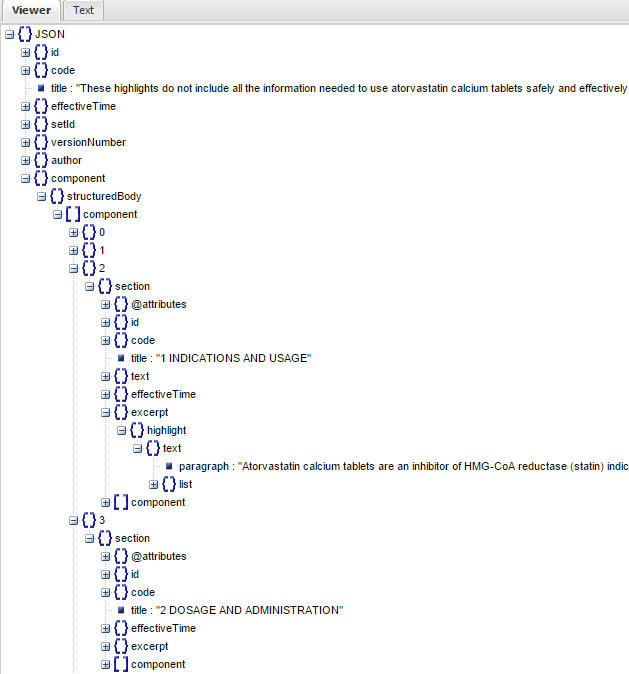 Viewer Text
JSON
id
code
title : "These highlights do not include all the information needed to use atorvastatin calcium tablets safely and effectively
effectiveTime
setId
versionNumber
author
component
structuredBody
component
0
1
2
section
@attributes
id
code
title : "1 INDICATIONS AND USAGE"
text
effectiveTime
excerpt
highlight
text
paragraph : "Atorvastatin calcium tablets are an inhibitor of HMG-CoA reductase (statin) indic
list
component
3
section
@attributes
id
code
title : "2 DOSAGE AND ADMINISTRATION"
effectiveTime
excerpt
component